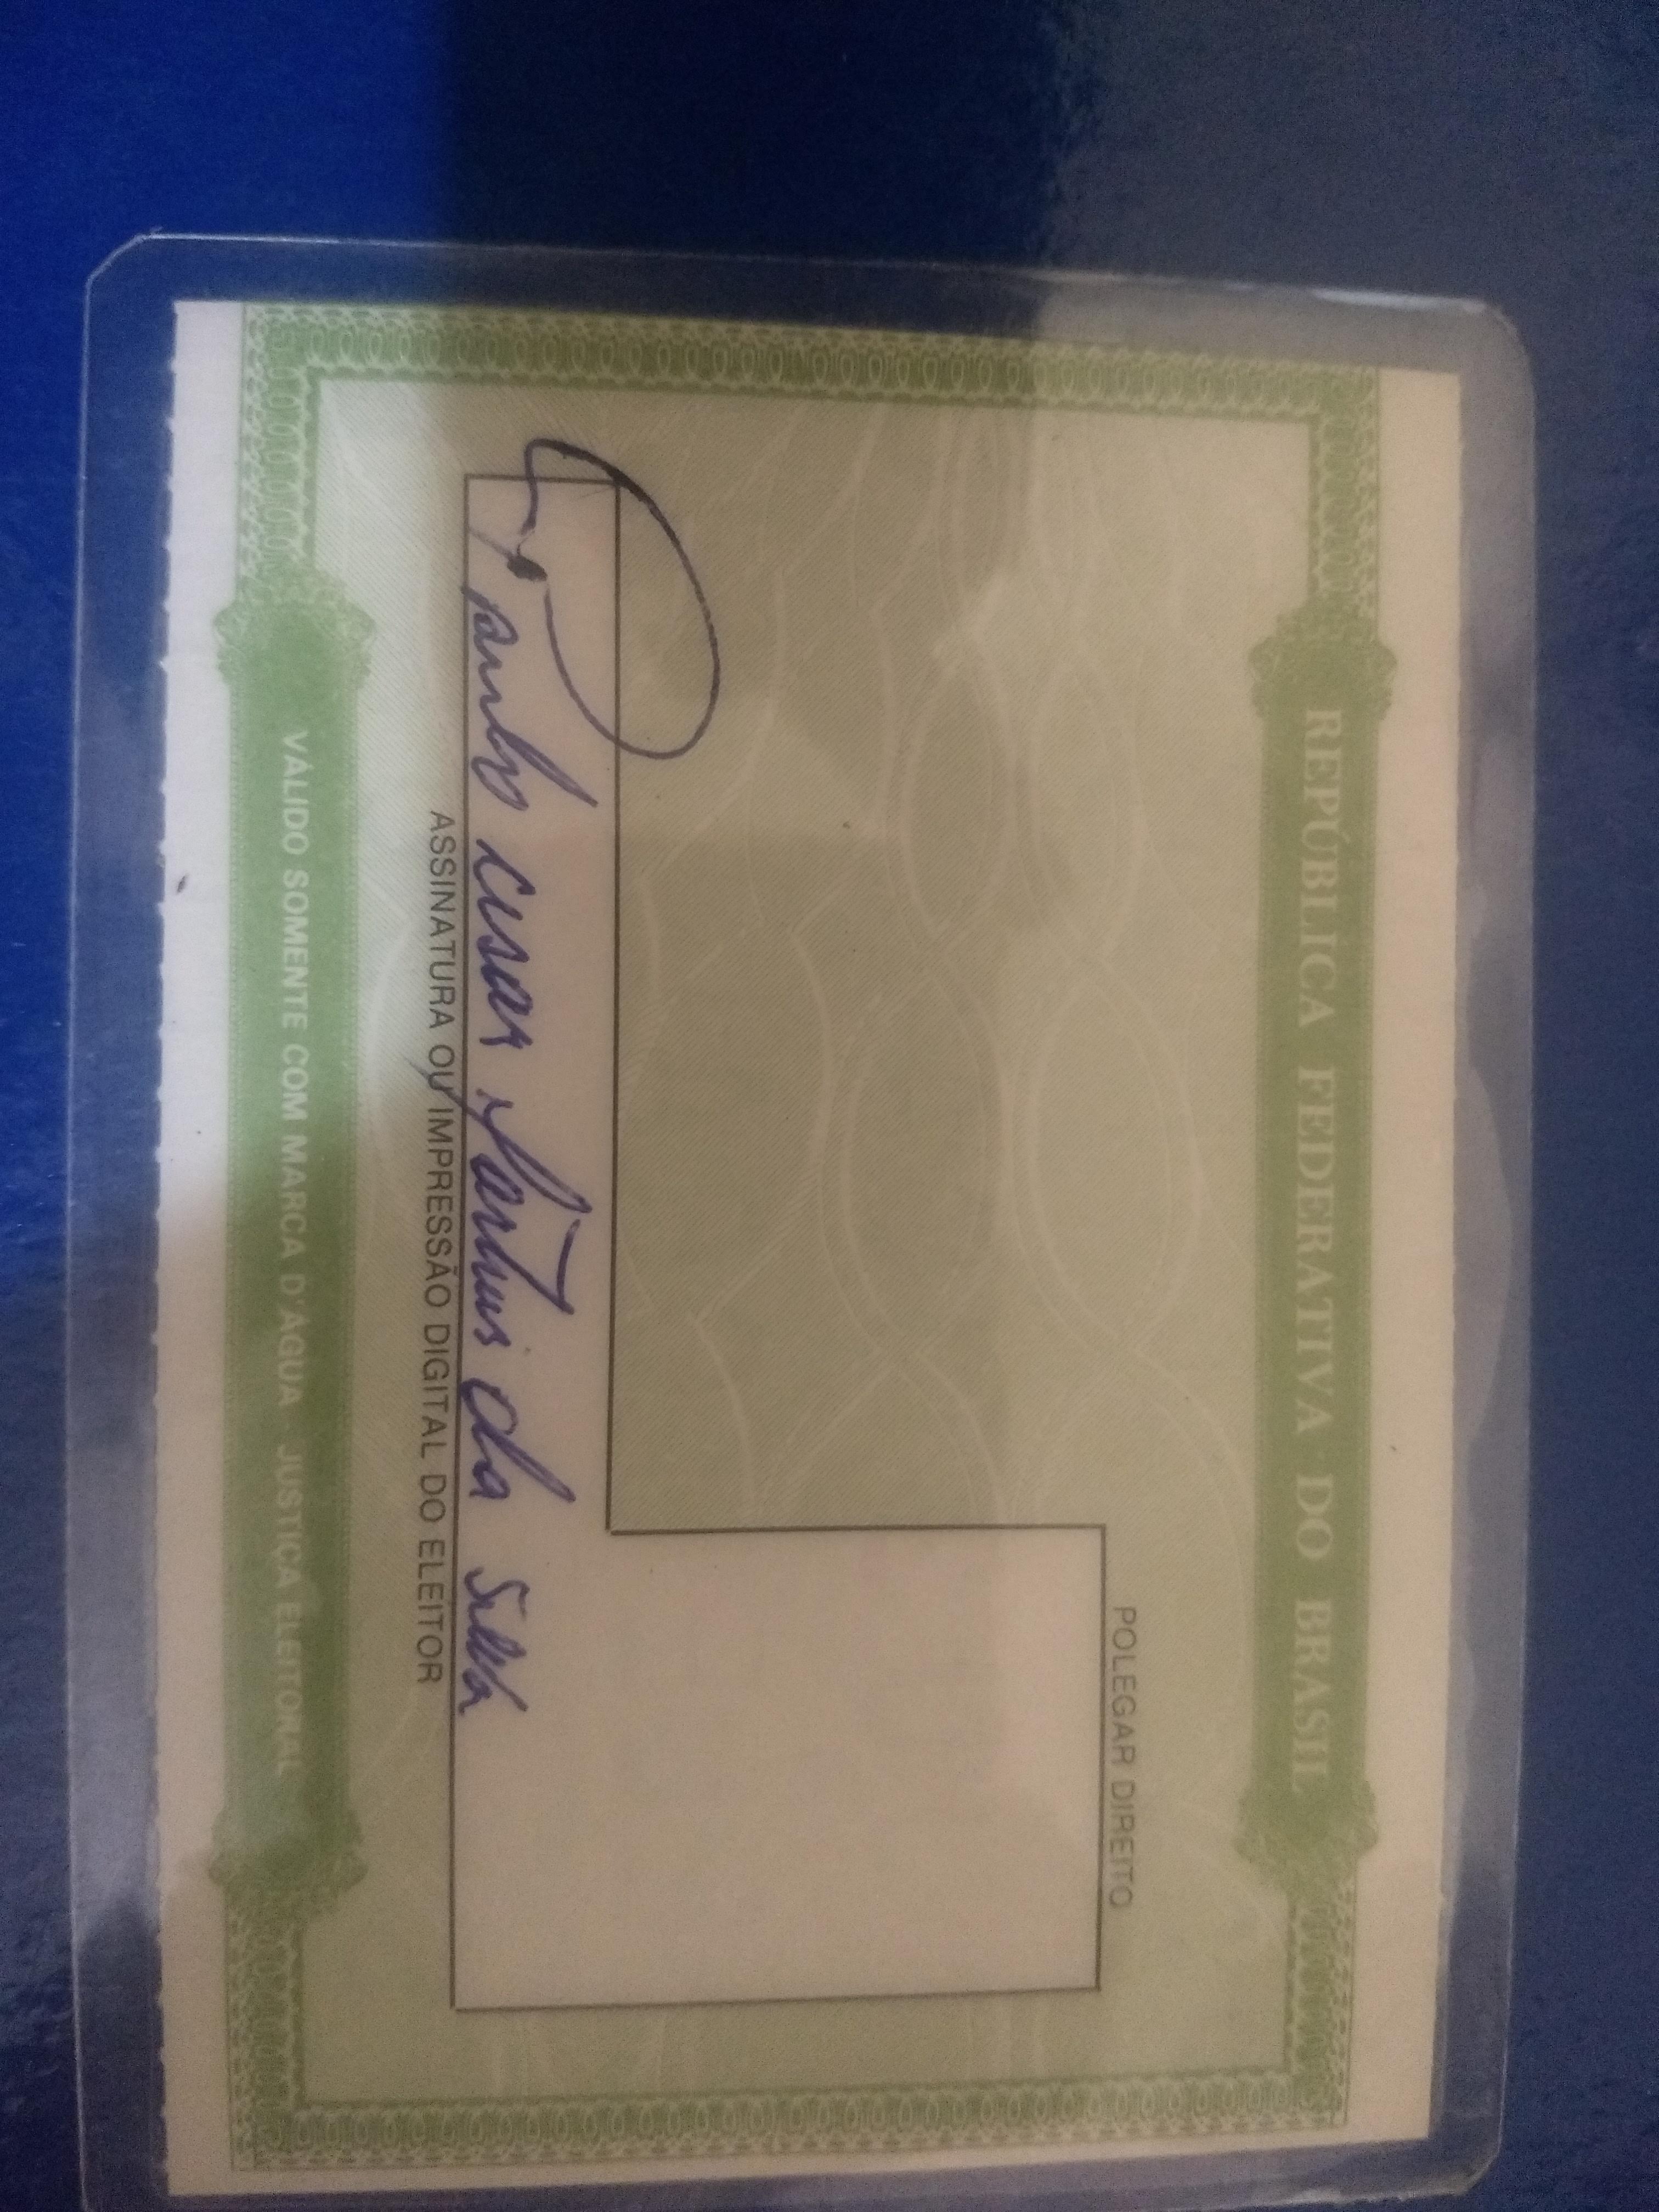 REPÚBLICA FEDERATIVA DO BRASIL
POLEGAR DIREITO
Paulo cesar Martins da Silva
ASSINATURA OU IMPRESSÃO DIGITAL DO ELEITOR
VÁLIDO SOMENTE COM MARCA D'ÁGUA - JUSTIÇA ELEITORAL